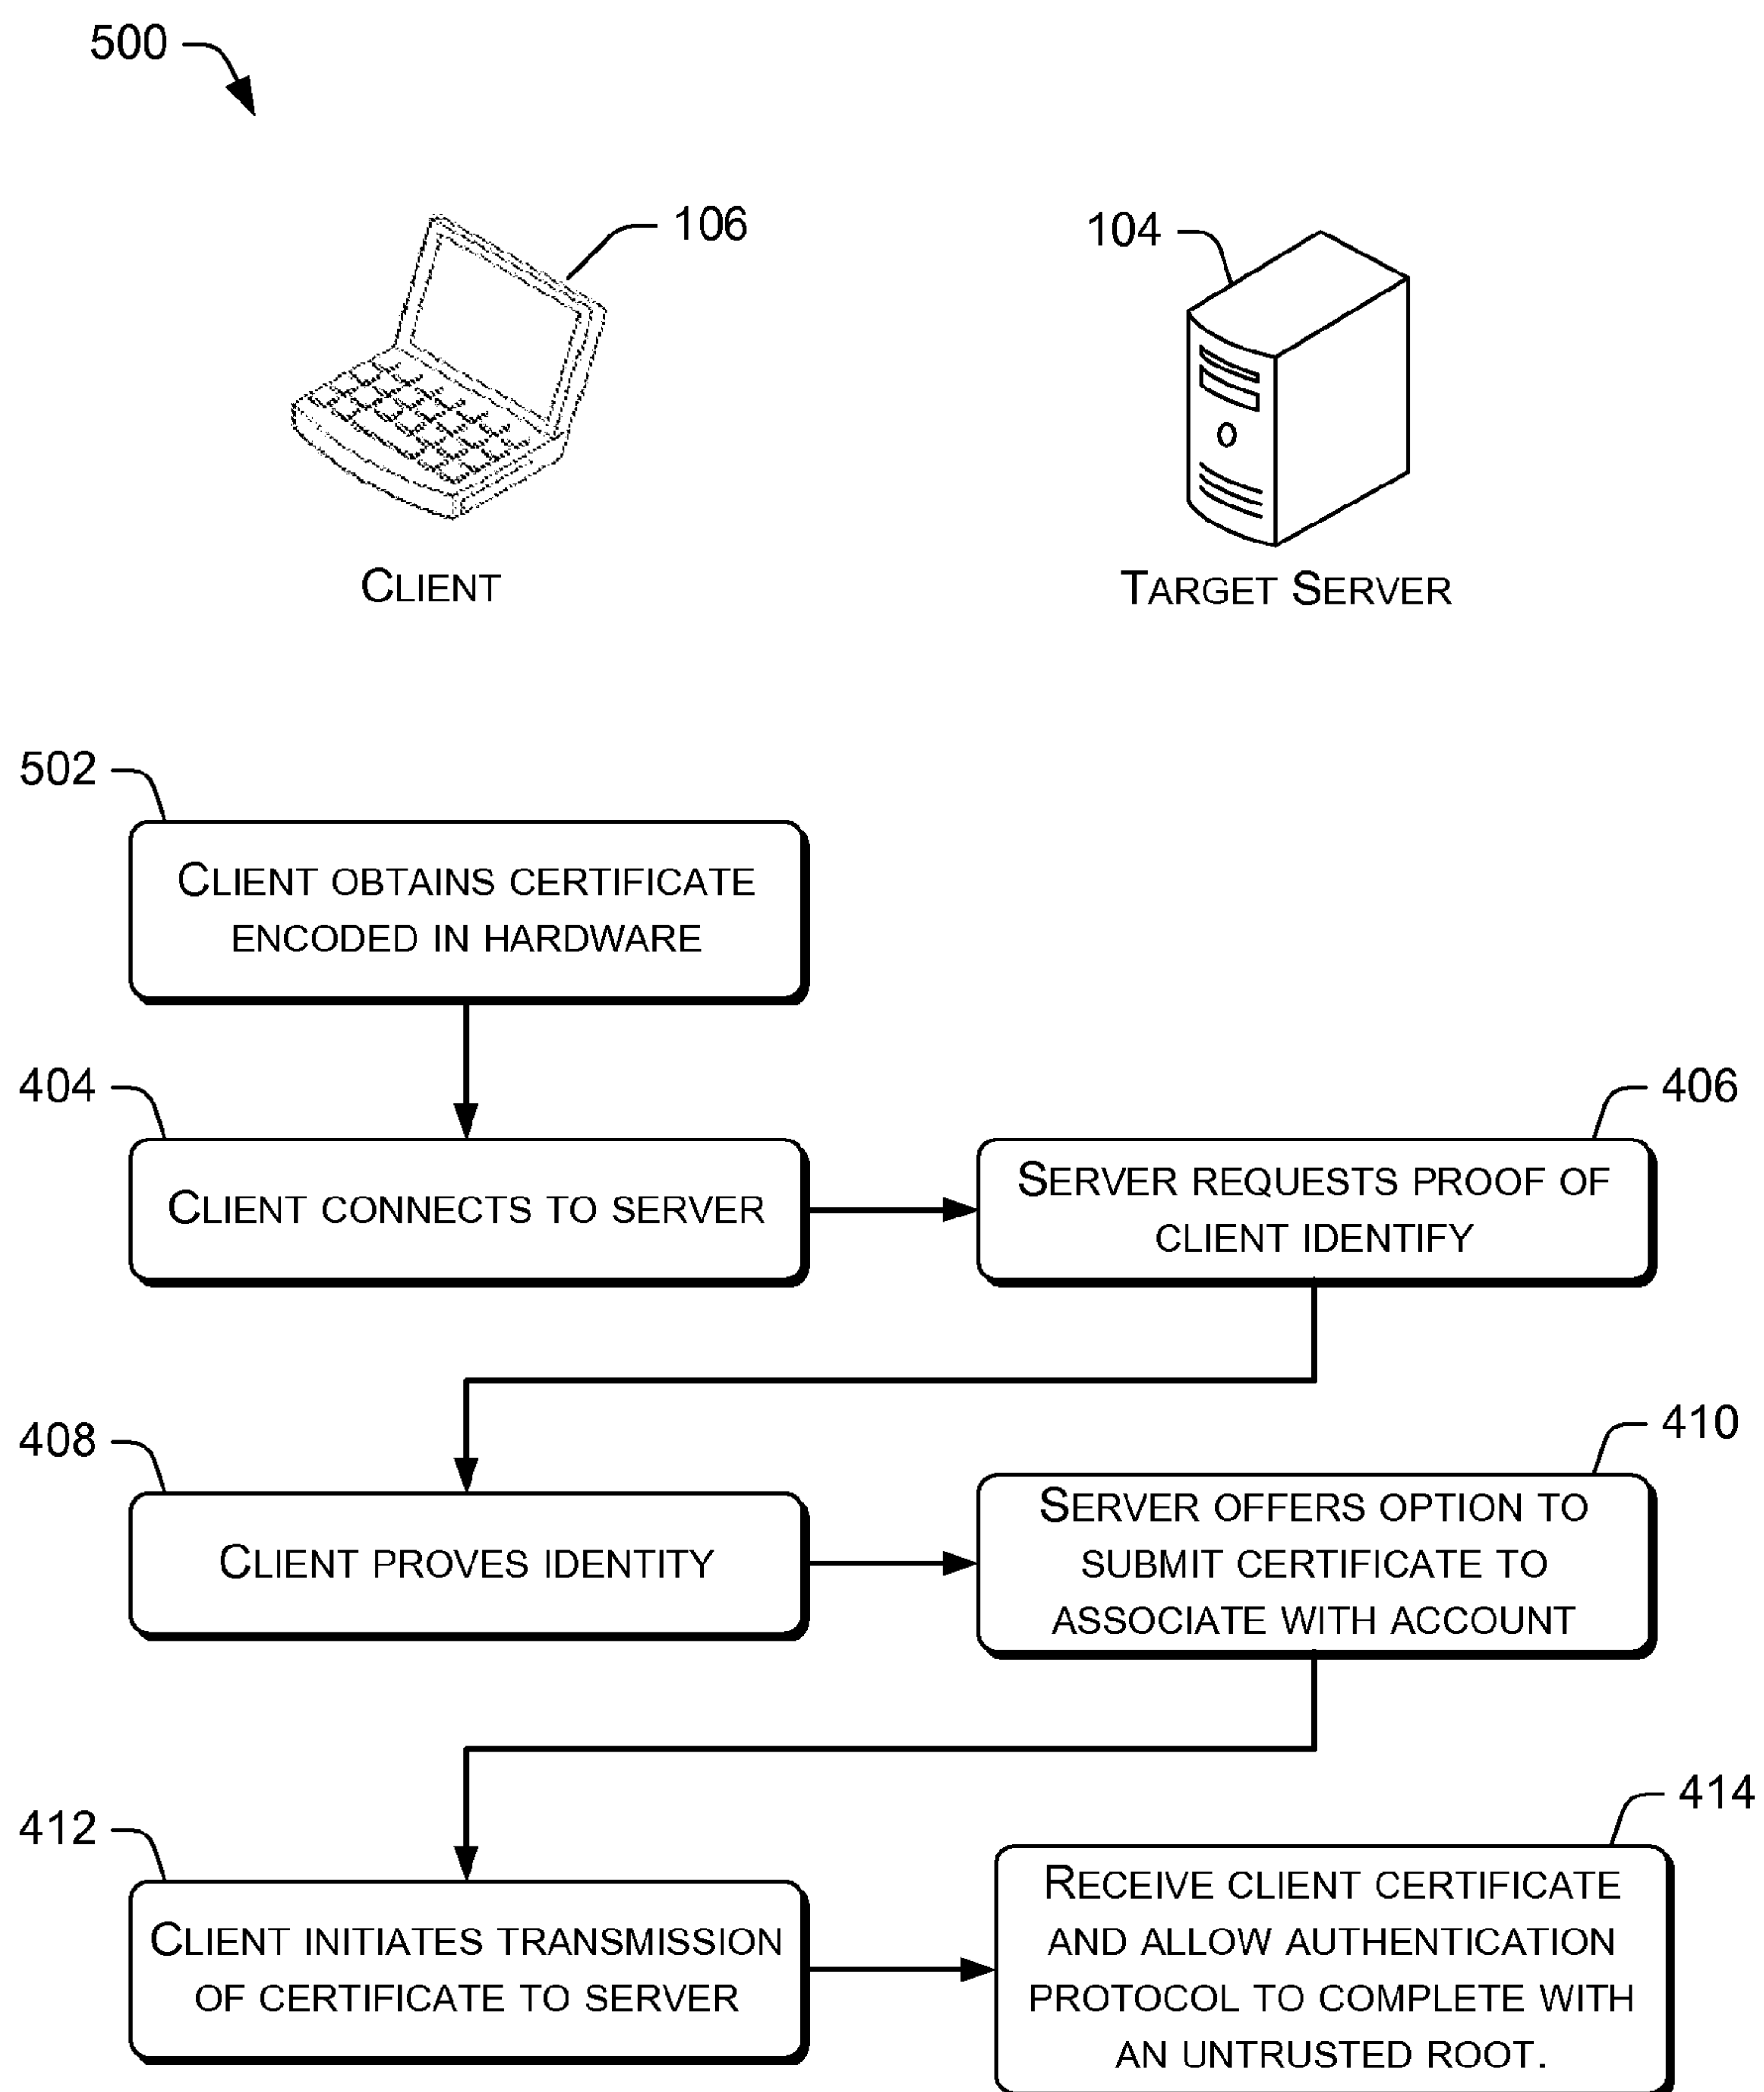 500
106
104
CLIENT
TARGET SERVER
502
CLIENT OBTAINS CERTIFICATE
ENCODED IN HARDWARE
404
CLIENT CONNECTS TO SERVER
406
SERVER REQUESTS PROOF OF
CLIENT IDENTIFY
408
CLIENT PROVES IDENTITY
410
SERVER OFFERS OPTION TO
SUBMIT CERTIFICATE TO
ASSOCIATE WITH ACCOUNT
412
CLIENT INITIATES TRANSMISSION
OF CERTIFICATE TO SERVER
414
RECEIVE CLIENT CERTIFICATE
AND ALLOW AUTHENTICATION
PROTOCOL TO COMPLETE WITH
AN UNTRUSTED ROOT.